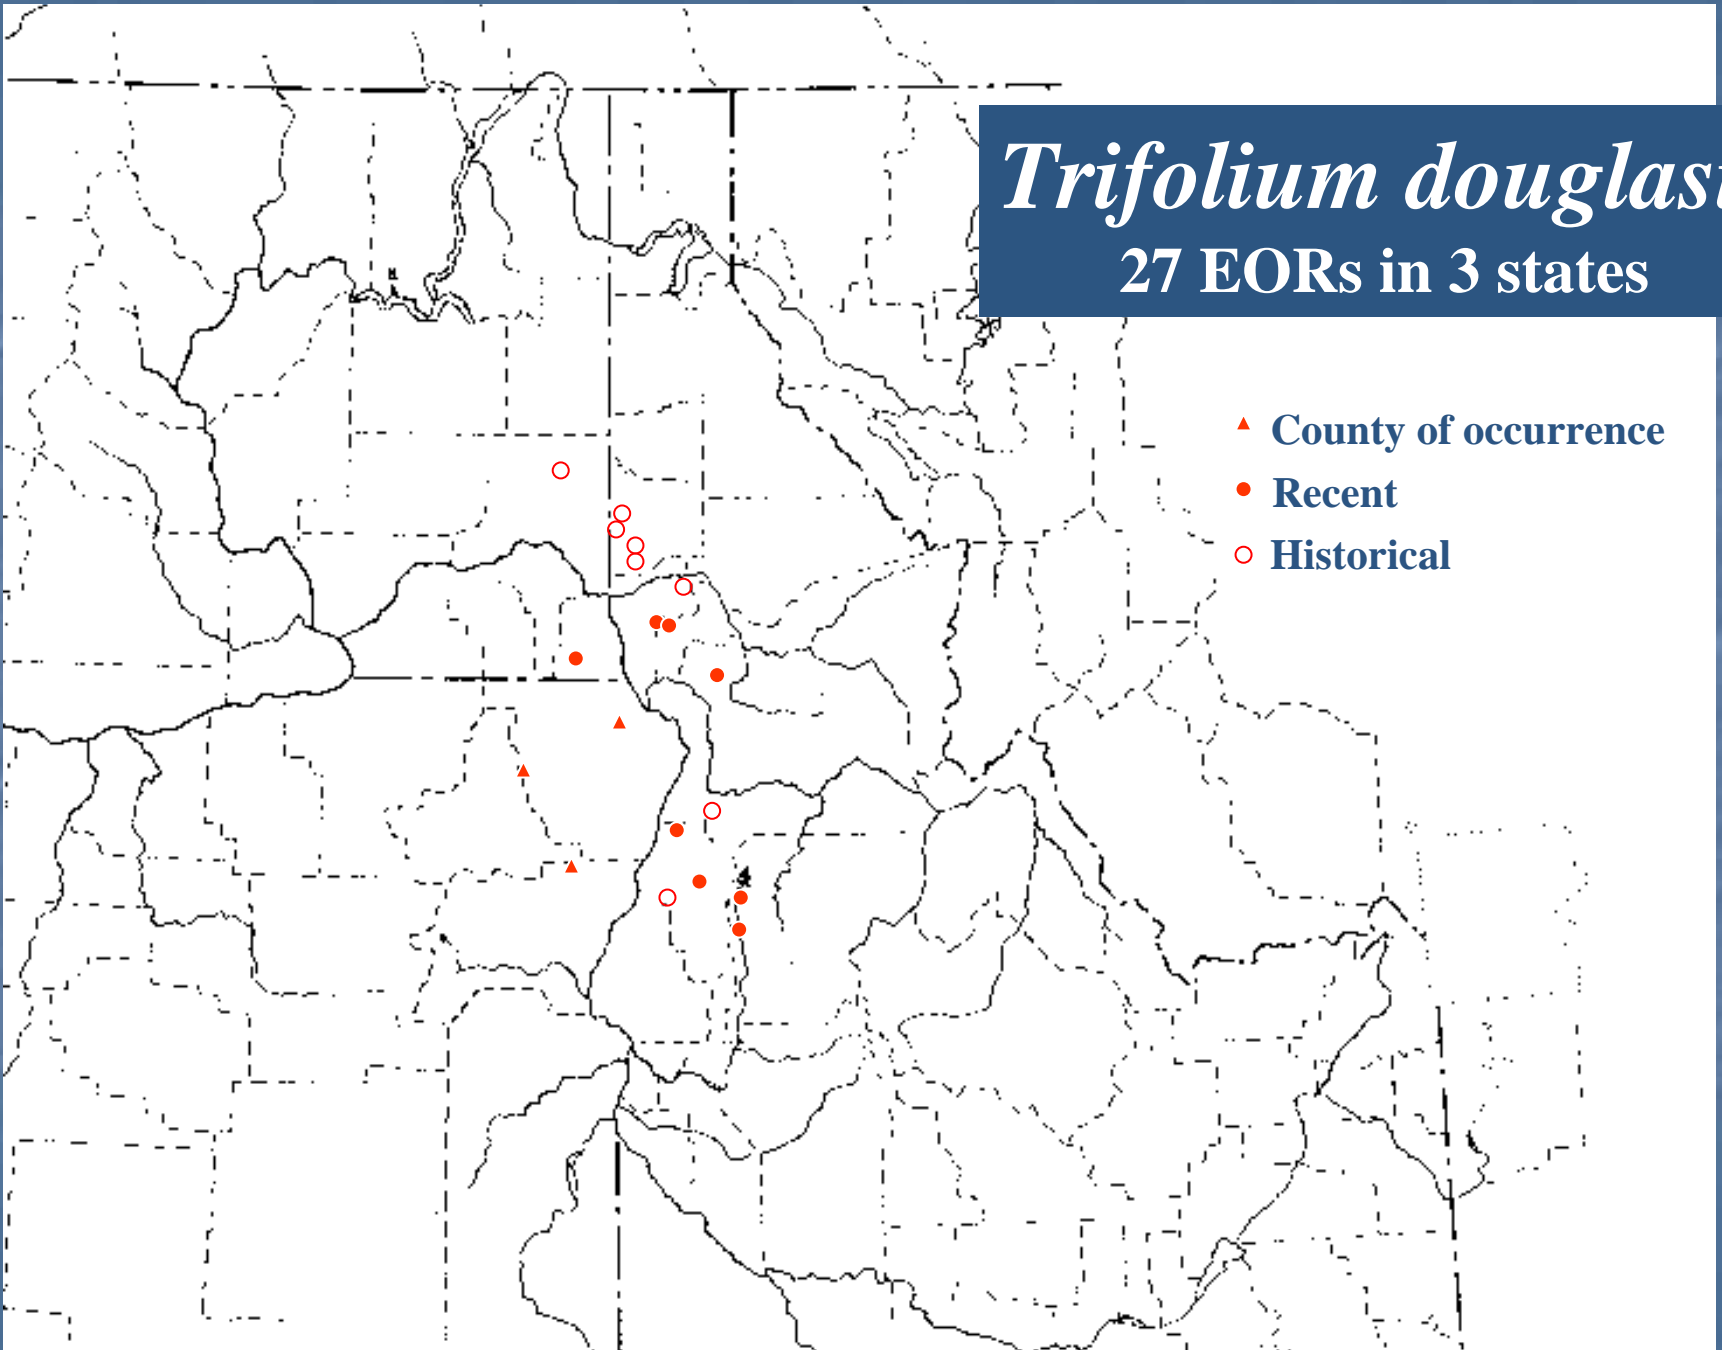 Trifolium douglasi
27 EORs in 3 states
County of occurrence
Recent
Historical